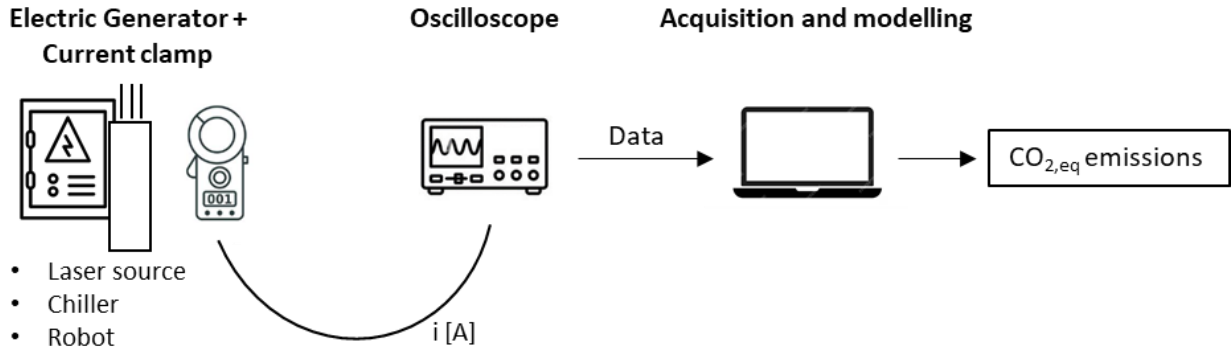 Electric Generator +
Current clamp
Oscilloscope
Acquisition and modelling
001
Data
CO2,eq emissions
• Laser source
• Chiller
• Robot
i [A]